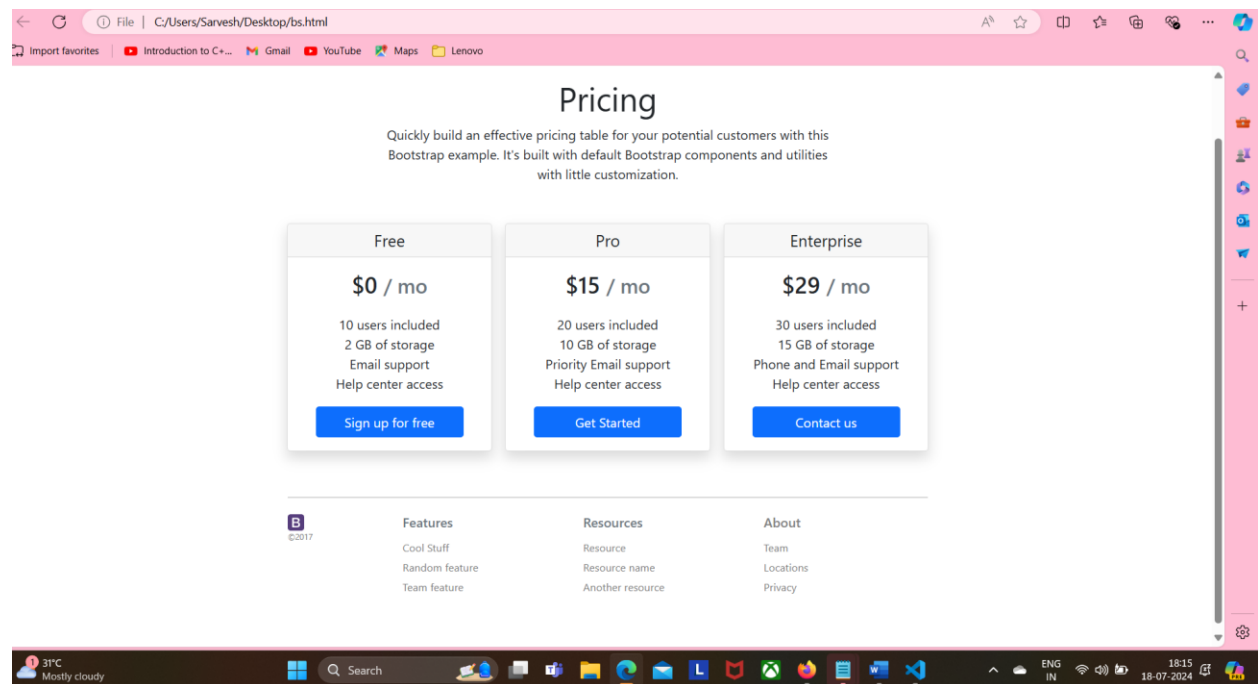 File | C:/Users/Sarvesh/Desktop/bs.html
Import favorites Introduction to C+... Gmail YouTube Maps Lenovo
Pricing
Quickly build an effective pricing table for your potential customers with this
Bootstrap example. It's built with default Bootstrap components and utilities
with little customization.
Free Pro Enterprise
$0 / mo $15 / mo $29 / mo
10 users included 20 users included 30 users included
2 GB of storage 10 GB of storage 15 GB of storage
Email support Priority Email support Phone and Email support
Help center access Help center access Help center access
Sign up for free Get Started Contact us
B
©2017
Features Resources About
Cool Stuff Resource Team
Random feature Resource name Locations
Team feature Another resource Privacy
1 31°C Search ENG 18:15
Mostly cloudy IN 18-07-2024